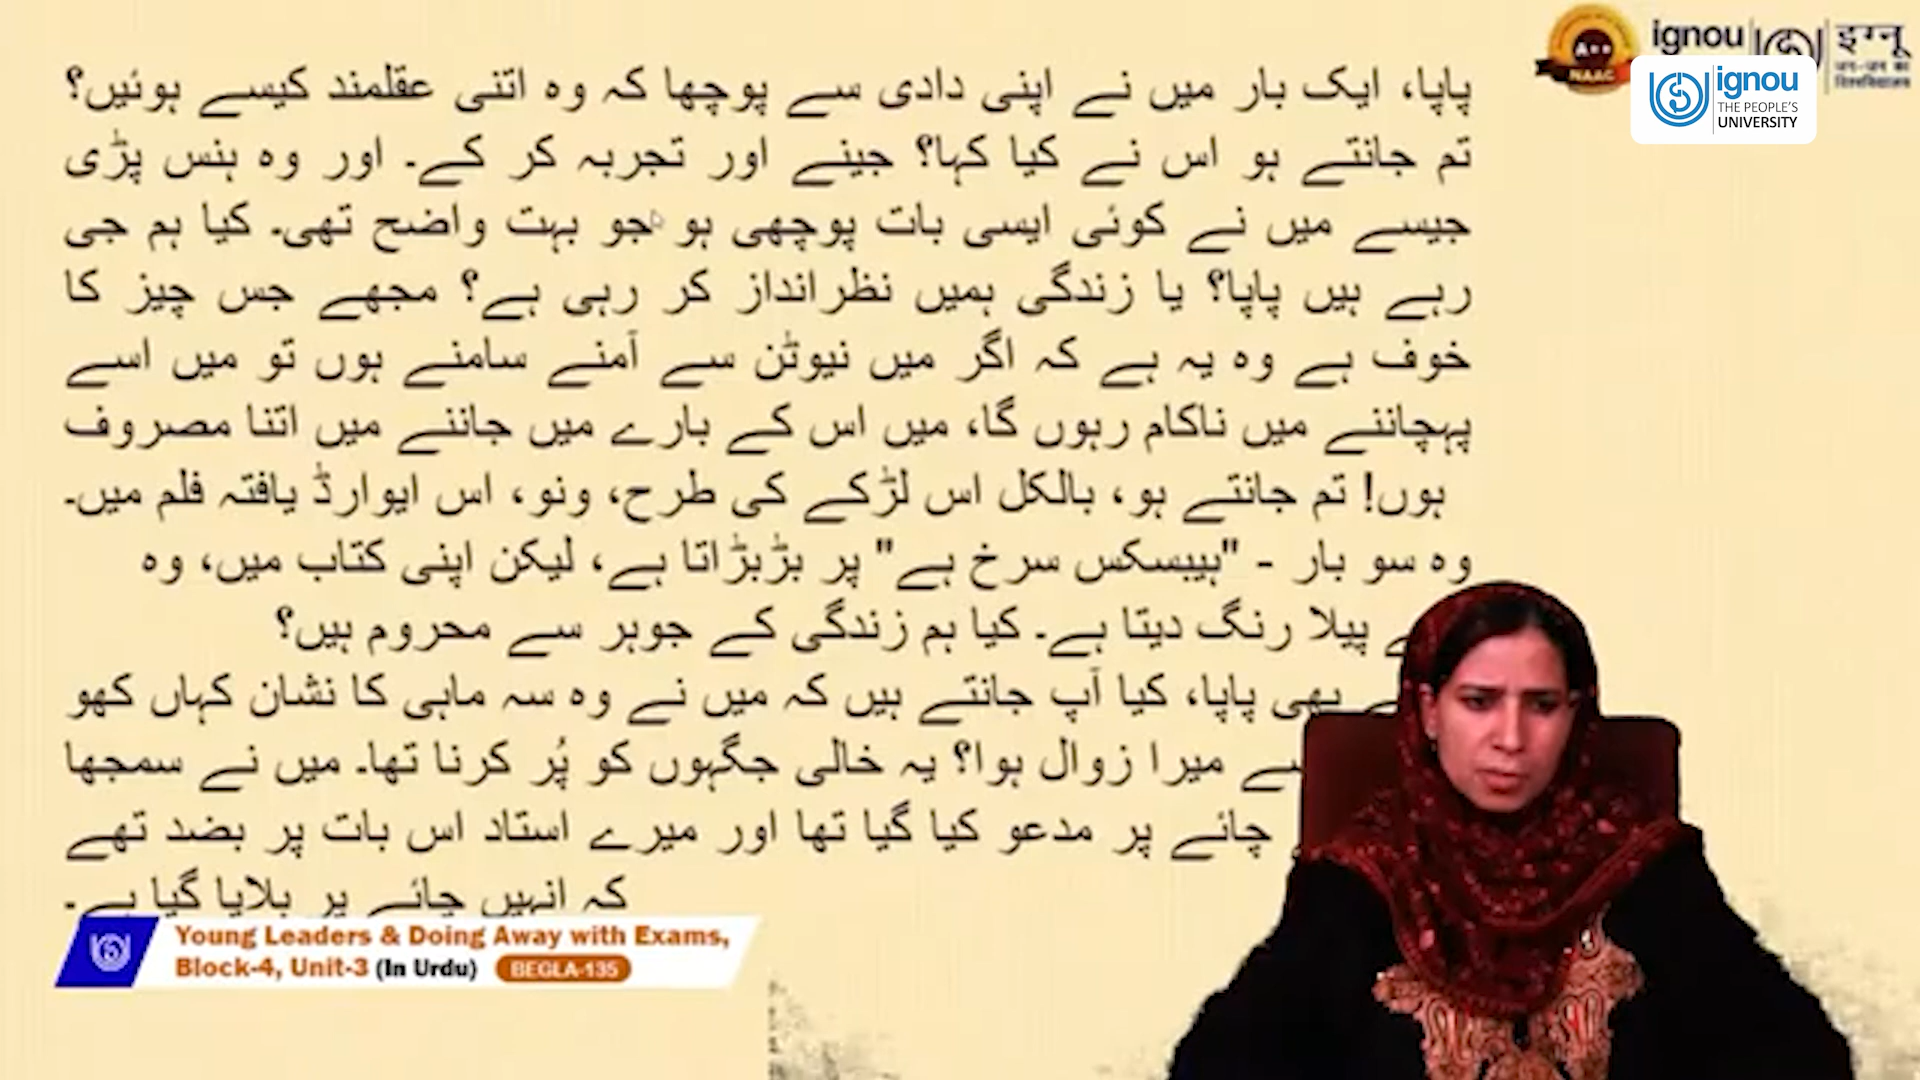 پاپا، ایک بار میں نے اپنی دادی سے پوچھا کہ وہ اتنی عقلمند کیسے ہوئیں؟
تم جانتے ہو اس نے کیا کہا؟ جینے اور تجربہ کر کے۔ اور وہ ہنس پڑی
جیسے میں نے کوئی ایسی بات پوچھی ہو جو بہت واضح تھی۔ کیا ہم جی
رہے ہیں پاپا؟ یا زندگی ہمیں نظرانداز کر رہی ہے؟ مجھے جس چیز کا
خوف ہے وہ یہ ہے کہ اگر میں نیوٹن سے آمنے سامنے ہوں تو میں اسے
پہچاننے میں ناکام رہوں گا، میں اس کے بارے میں جاننے میں اتنا مصروف
ہوں! تم جانتے ہو، بالکل اس لڑکے کی طرح، ونو، اس ایوارڈ یافتہ فلم میں۔
وہ سو بار - "ہیبسکس سرخ ہے" پر بڑبڑاتا ہے، لیکن اپنی کتاب میں، وہ
پیلا رنگ دیتا ہے۔ کیا ہم زندگی کے جوہر سے محروم ہیں؟
بھی پاپا، کیا آپ جانتے ہیں کہ میں نے وہ سہ ماہی کا نشان کہاں کھو
سے میرا زوال ہوا؟ یہ خالی جگہوں کو پُر کرنا تھا۔ میں نے سمجھا
چائے پر مدعو کیا گیا تھا اور میرے استاد اس بات پر بضد تھے
کہ انہیں چائے پر بلایا گیا ہے۔
A++
NAAC
ignou
इग्नू
जन-जन का
विश्वविद्यालय
ignou
THE PEOPLE'S
UNIVERSITY
Young Leaders & Doing Away with Exams,
Block-4, Unit-3 (In Urdu) BEGLA-135